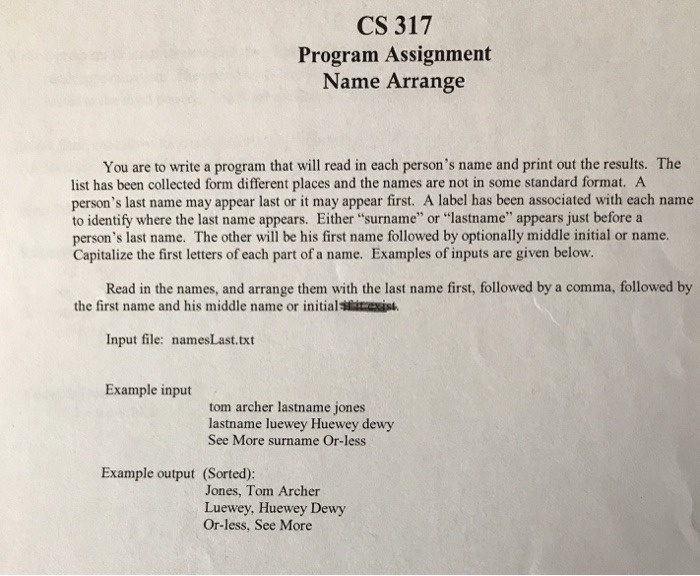 CS 317
Program Assignment
Name Arrange
You are to write a program that will read in each person's name and print out the results. The
list has been collected form different places and the names are not in some standard format. A
person's last name may appear last or it may appear first. A label has been associated with each name
to identify where the last name appears. Either "surname" or "lastname" appears just before a
person's last name. The other will be his first name followed by optionally middle initial or name.
Capitalize the first letters of each part of a name. Examples of inputs are given below.
Read in the names, and arrange them with the last name first, followed by a comma, followed by
the first name and his middle name or initial
Input file: namesLast.txt
Example input
tom archer lastname jones
lastname luewey Huewey dewy
See More surname Or-less
Example output (Sorted):
Jones, Tom Archer
Luewey, Huewey Dewy
Or-less, See More